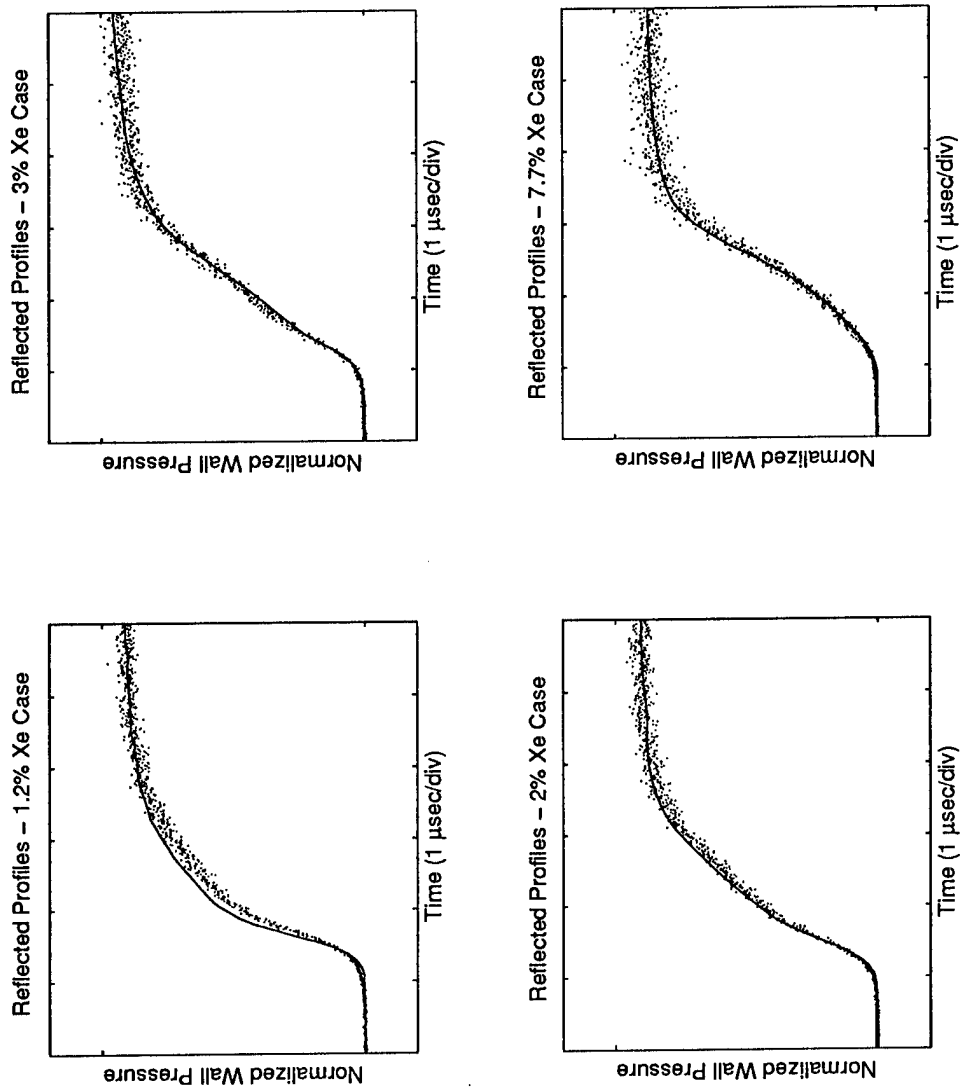 Reflected Profiles – 3% Xe Case
Normalized Wall Pressure
Time (1 µsec/div)
Reflected Profiles – 7.7% Xe Case
Normalized Wall Pressure
Time (1 µsec/div)
Reflected Profiles – 1.2% Xe Case
Normalized Wall Pressure
Time (1 µsec/div)
Reflected Profiles – 2% Xe Case
Normalized Wall Pressure
Time (1 µsec/div)